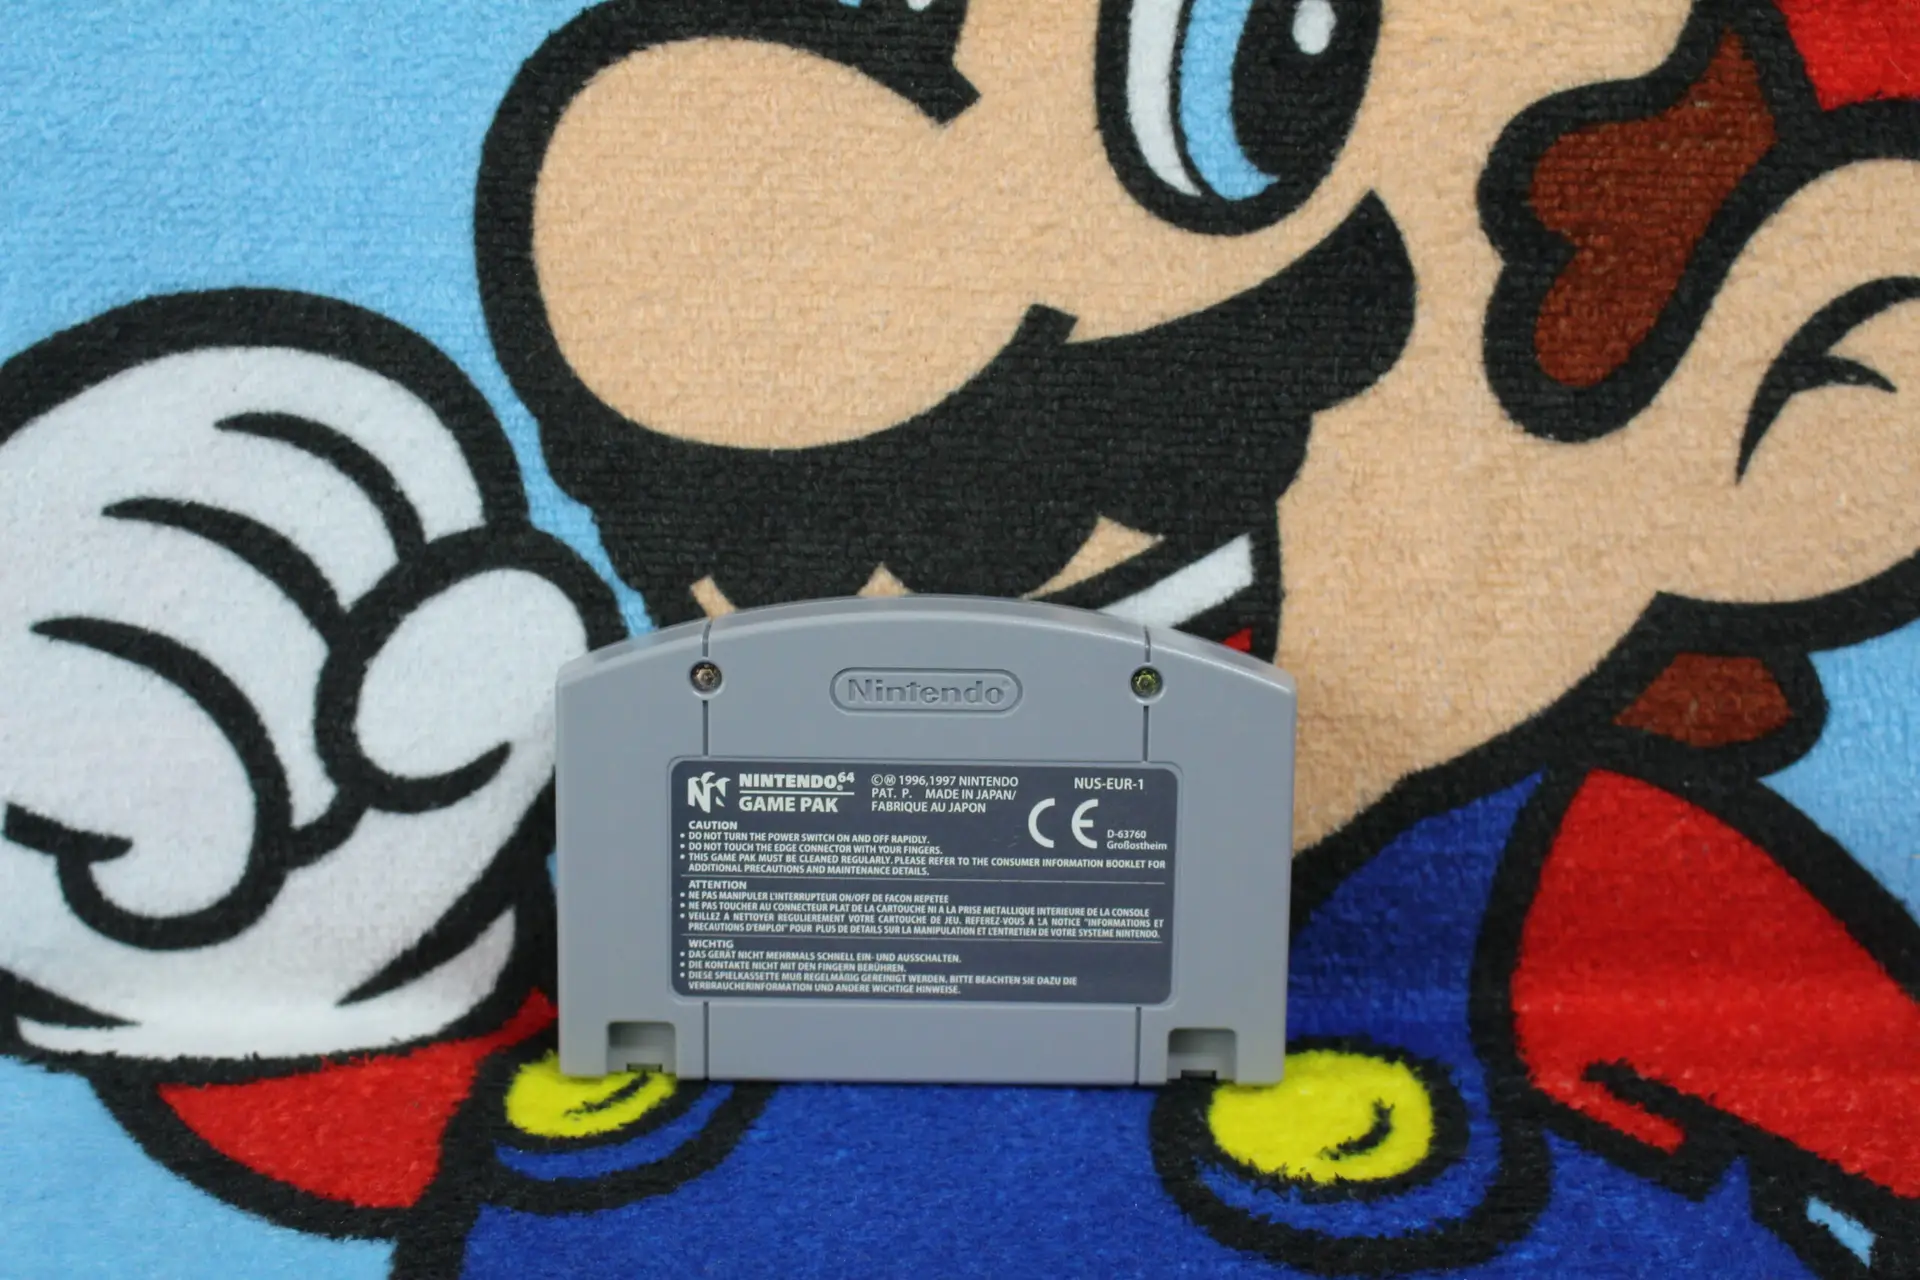 Nintendo®
NINTENDO64
GAME PAK
©Ⓜ 1996,1997 NINTENDO
PAT. P. MADE IN JAPAN/
FABRIQUE AU JAPON
NUS-EUR-1
CE
D-63760
Großostheim
CAUTION
• DO NOT TURN THE POWER SWITCH ON AND OFF RAPIDLY.
• DO NOT TOUCH THE EDGE CONNECTOR WITH YOUR FINGERS.
• THIS GAME PAK MUST BE CLEANED REGULARLY. PLEASE REFER TO THE CONSUMER INFORMATION BOOKLET FOR
ADDITIONAL PRECAUTIONS AND MAINTENANCE DETAILS.
ATTENTION
• NE PAS MANIPULER L'INTERRUPTEUR ON/OFF DE FACON REPETEE
• NE PAS TOUCHER AU CONNECTEUR PLAT DE LA CARTOUCHE NI A LA PRISE METALLIQUE INTERIEURE DE LA CONSOLE
• VEILLEZ A NETTOYER REGULIEREMENT VOTRE CARTOUCHE DE JEU. REFEREZ-VOUS A LA NOTICE "INFORMATIONS ET
PRECAUTIONS D'EMPLOI" POUR PLUS DE DETAILS SUR LA MANIPULATION ET L'ENTRETIEN DE VOTRE SYSTEME NINTENDO.
WICHTIG
• DAS GERÄT NICHT MEHRMALS SCHNELL EIN- UND AUSSCHALTEN.
• DIE KONTAKTE NICHT MIT DEN FINGERN BERÜHREN.
• DIESE SPIELKASSETTE MUß REGELMÄßIG GEREINIGT WERDEN. BITTE BEACHTEN SIE DAZU DIE
VERBRAUCHERINFORMATION UND ANDERE WICHTIGE HINWEISE.